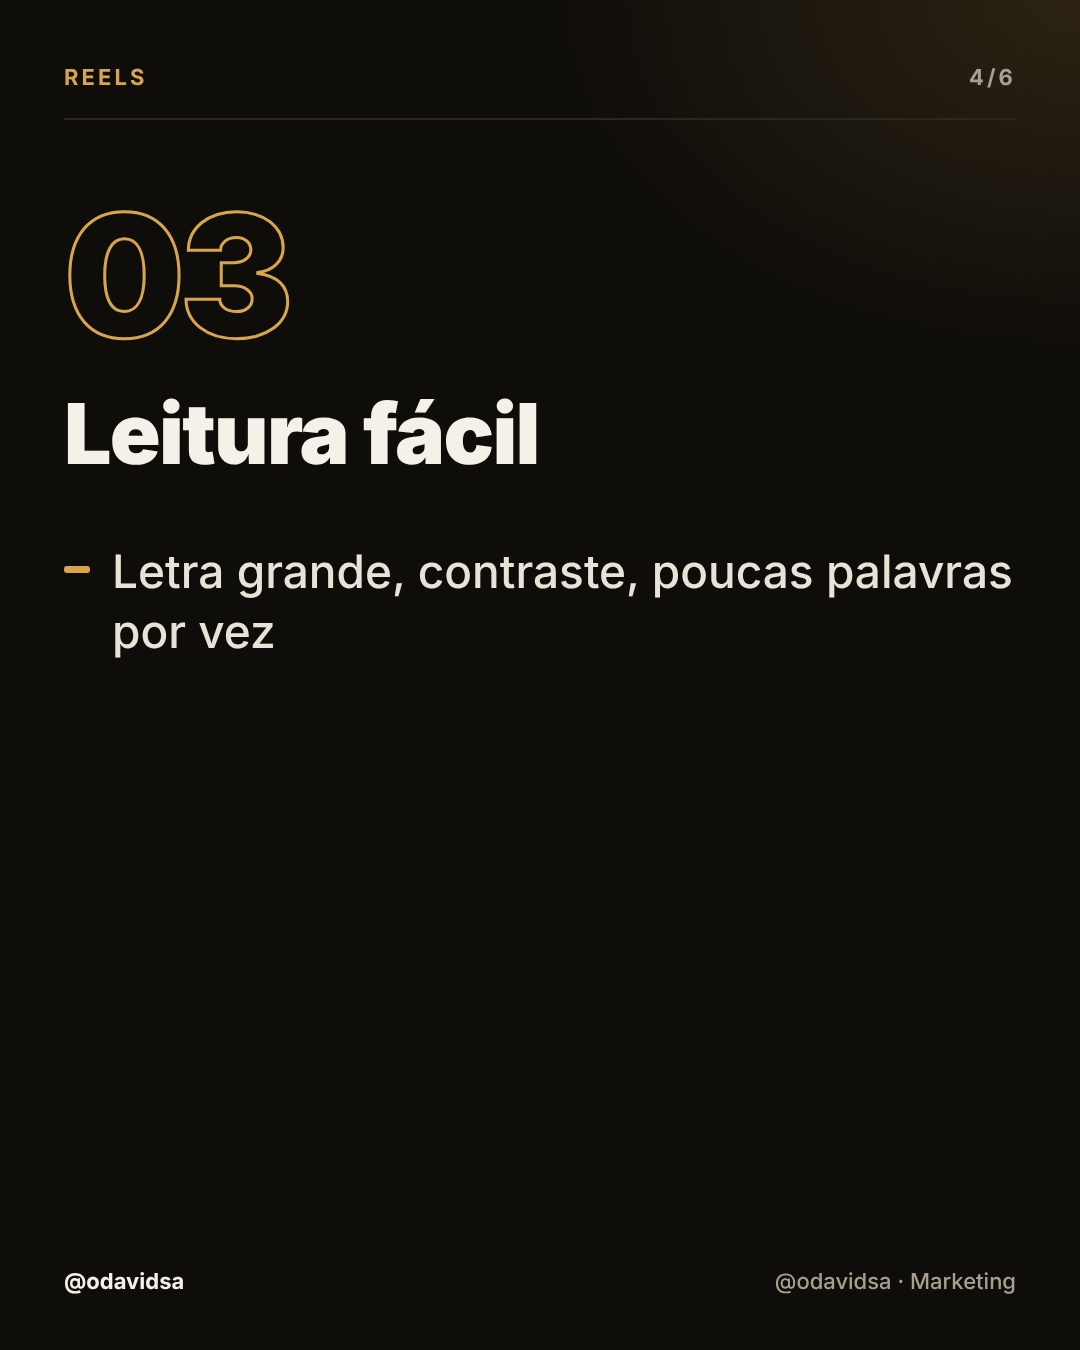 REELS 4/6
03
Leitura fácil
Letra grande, contraste, poucas palavras
por vez
@odavidsa @odavidsa · Marketing